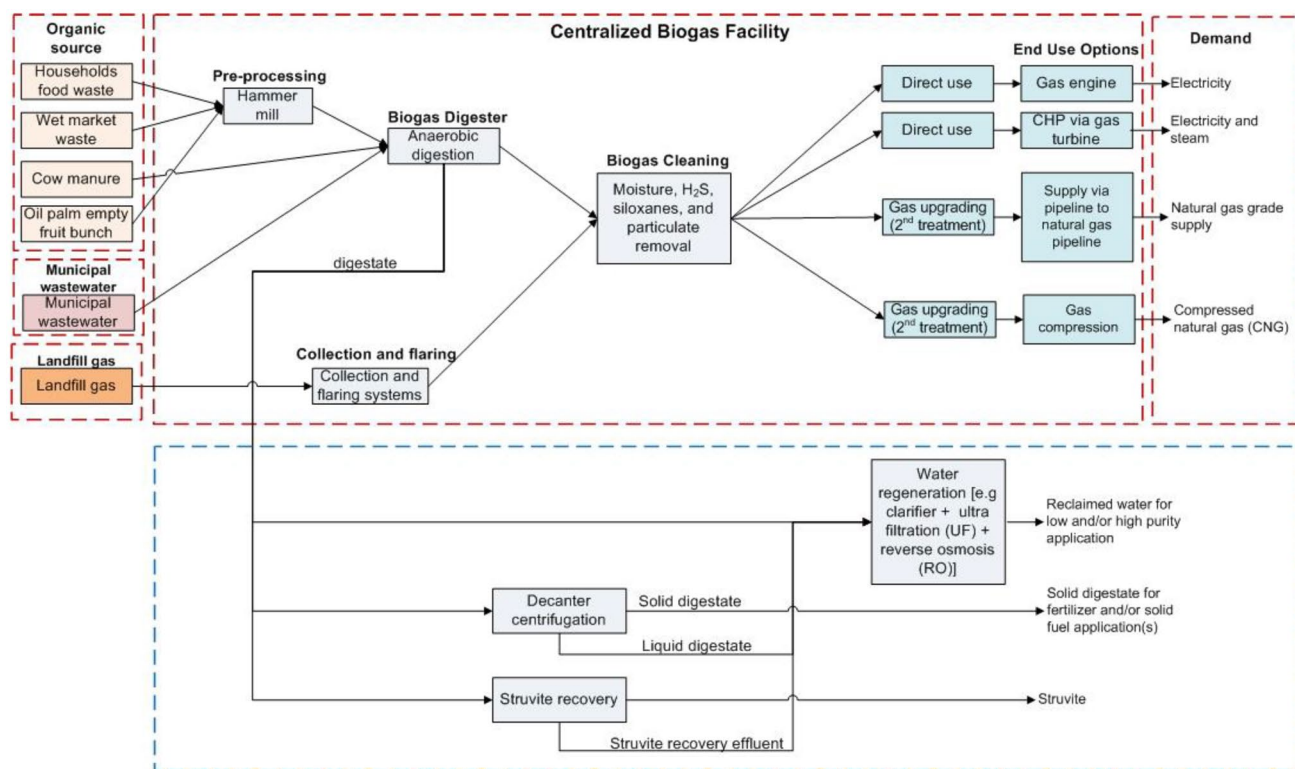 Organic
source
Households
food waste
Wet market
waste
Cow manure
Oil palm empty
fruit bunch
Municipal
wastewater
Municipal
wastewater
Landfill gas
Landfill gas
Centralized Biogas Facility
Pre-processing
Hammer
mill
Biogas Digester
Anaerobic
digestion
digestate
Collection and flaring
Collection and
flaring systems
Biogas Cleaning
Moisture, H2S,
siloxanes, and
particulate
removal
Direct use
Direct use
Gas upgrading
(2nd treatment)
Gas upgrading
(2nd treatment)
End Use Options
Gas engine
CHP via gas
turbine
Supply via
pipeline to
natural gas
pipeline
Gas
compression
Demand
Electricity
Electricity and
steam
Natural gas grade
supply
Compressed
natural gas (CNG)
Water
regeneration [e.g
clarifier + ultra
filtration (UF) +
reverse osmosis
(RO)]
Reclaimed water for
low and/or high purity
application
Decanter
centrifugation
Solid digestate
Liquid digestate
Solid digestate for
fertilizer and/or solid
fuel application(s)
Struvite recovery
Struvite recovery effluent
Struvite